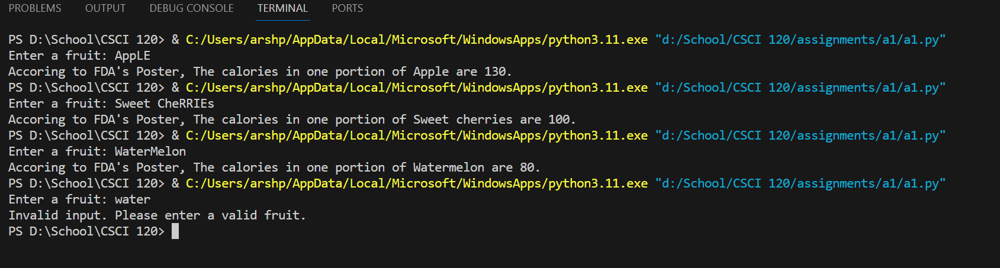 PROBLEMS OUTPUT DEBUG CONSOLE TERMINAL PORTS
PS D:\School\CSCI 120> & C:/Users/arshp/AppData/Local/Microsoft/WindowsApps/python3.11.exe "d:/School/CSCI 120/assignments/a1/a1.py"
Enter a fruit: AppLE
Accoring to FDA's Poster, The calories in one portion of Apple are 130.
PS D:\School\CSCI 120> & C:/Users/arshp/AppData/Local/Microsoft/WindowsApps/python3.11.exe "d:/School/CSCI 120/assignments/a1/a1.py"
Enter a fruit: Sweet CheRRIEs
Accoring to FDA's Poster, The calories in one portion of Sweet cherries are 100.
PS D:\School\CSCI 120> & C:/Users/arshp/AppData/Local/Microsoft/WindowsApps/python3.11.exe "d:/School/CSCI 120/assignments/a1/a1.py"
Enter a fruit: WaterMelon
Accoring to FDA's Poster, The calories in one portion of Watermelon are 80.
PS D:\School\CSCI 120> & C:/Users/arshp/AppData/Local/Microsoft/WindowsApps/python3.11.exe "d:/School/CSCI 120/assignments/a1/a1.py"
Enter a fruit: water
Invalid input. Please enter a valid fruit.
PS D:\School\CSCI 120>